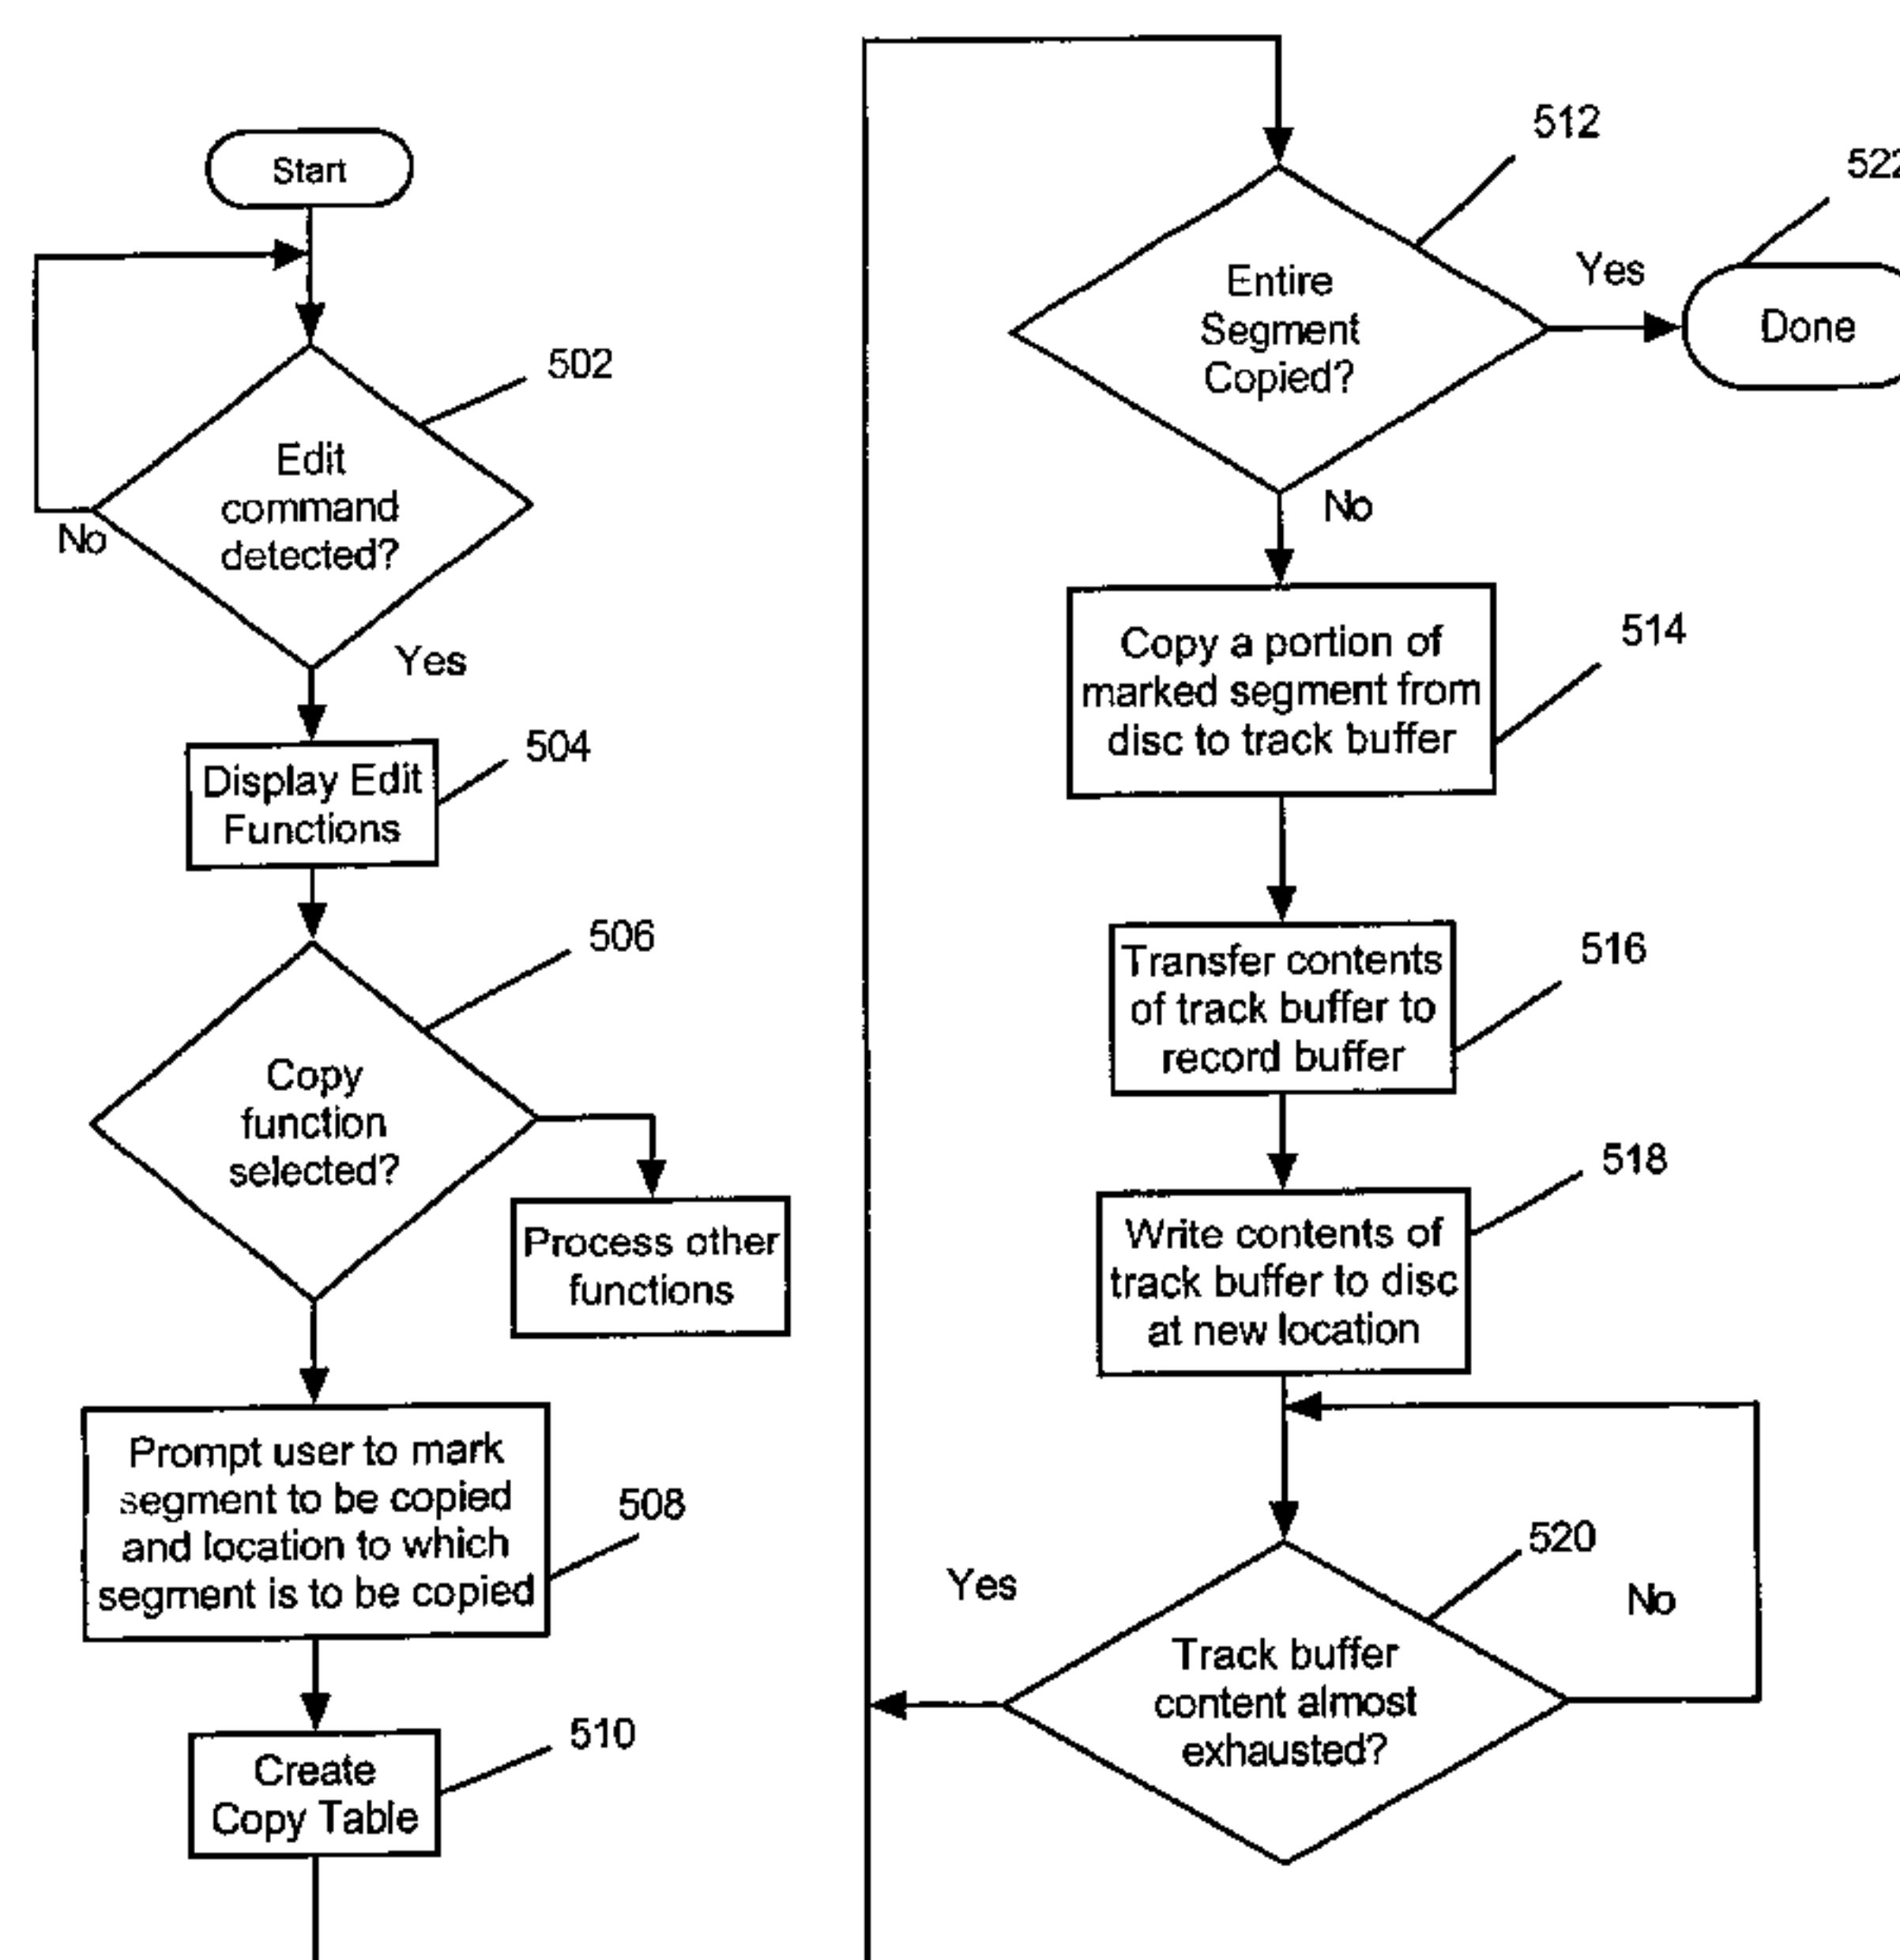 Start
502
Edit
command
detected?
No
Yes
504
Display Edit
Functions
506
Copy
function
selected?
Process other
functions
Prompt user to mark
segment to be copied
and location to which
segment is to be copied
508
510
Create
Copy Table
512
522
Entire
Segment
Copied?
Yes
Done
No
Copy a portion of
marked segment from
disc to track buffer
514
Transfer contents
of track buffer to
record buffer
516
518
Write contents of
track buffer to disc
at new location
520
Yes
No
Track buffer
content almost
exhausted?